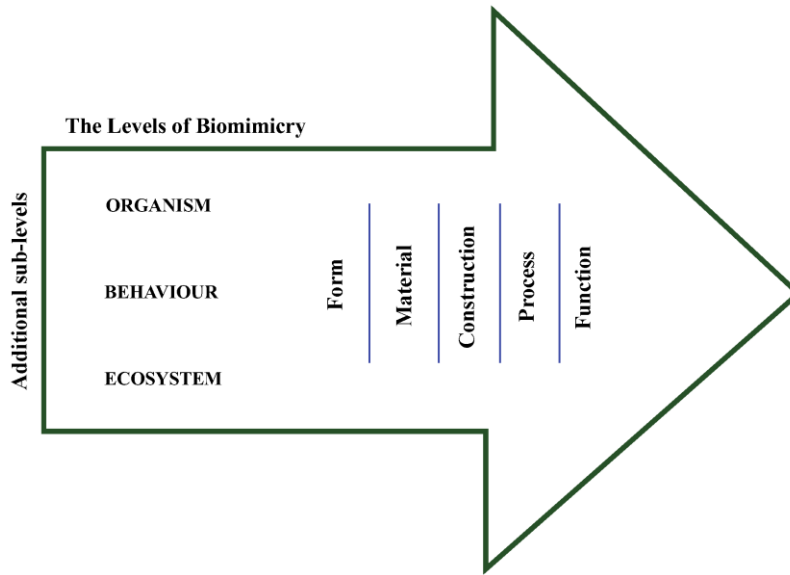 The Levels of Biomimicry
Additional sub-levels
ORGANISM
BEHAVIOUR
ECOSYSTEM
Form
Material
Construction
Process
Function